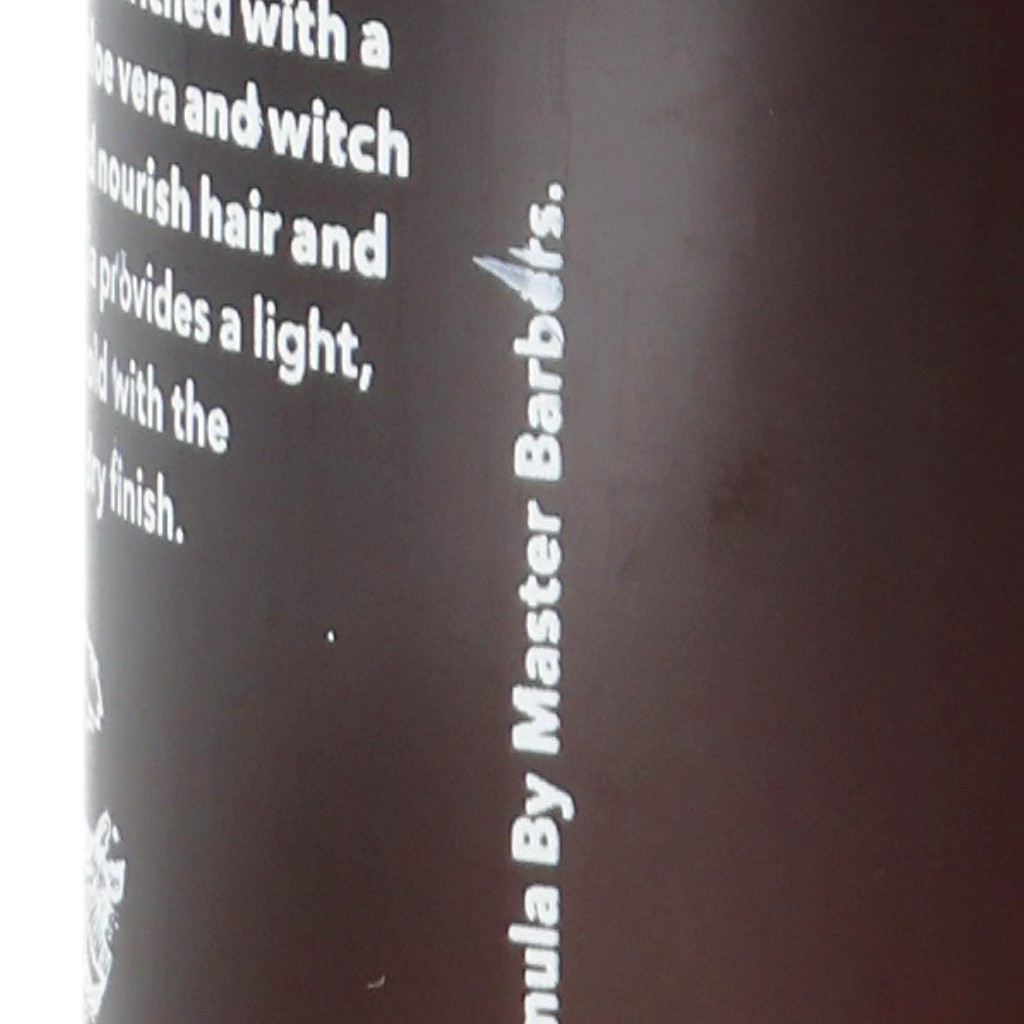 with a
vera and witch
nourish hair and
provides a light,
with the
finish.
By Master Barbers.